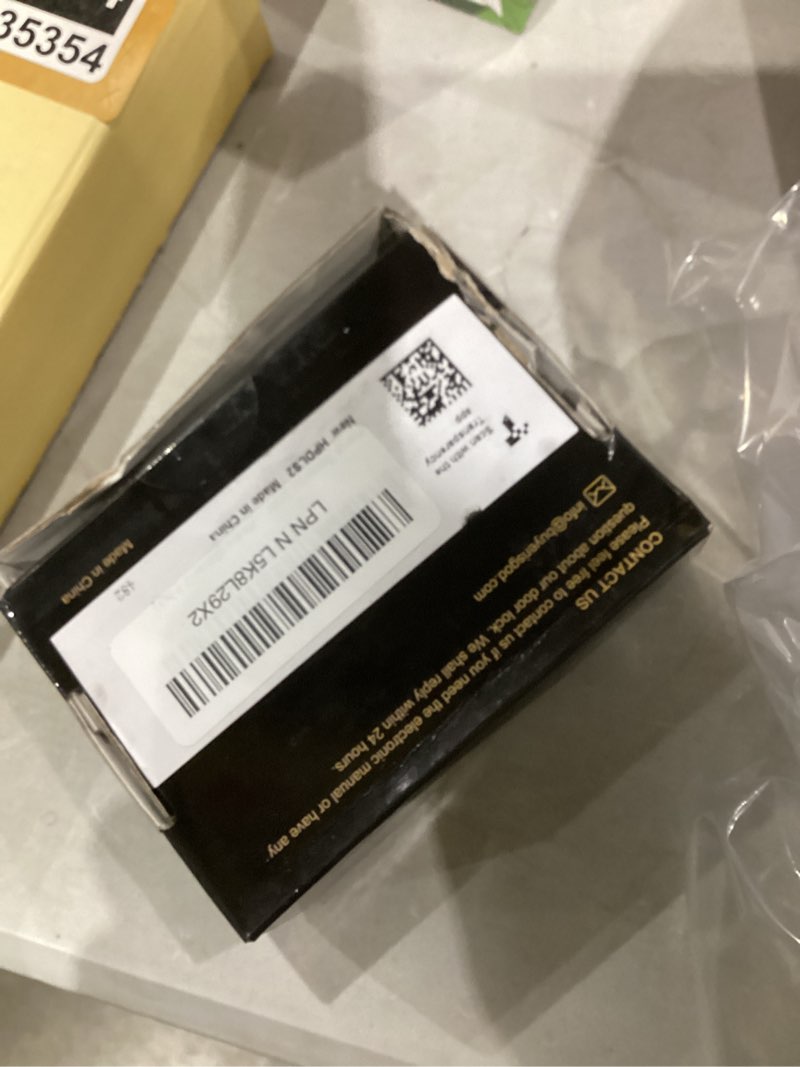 35354
CONTACT US
Please feel free to contact us if you need the electronic manual or have any
question about our door lock. We shall reply within 24 hours.
info@buyersgod.com
Scan with the
Transparency
app
LPN N L5K8L29X2
New HPDLS2 Made in China
482
Made in China